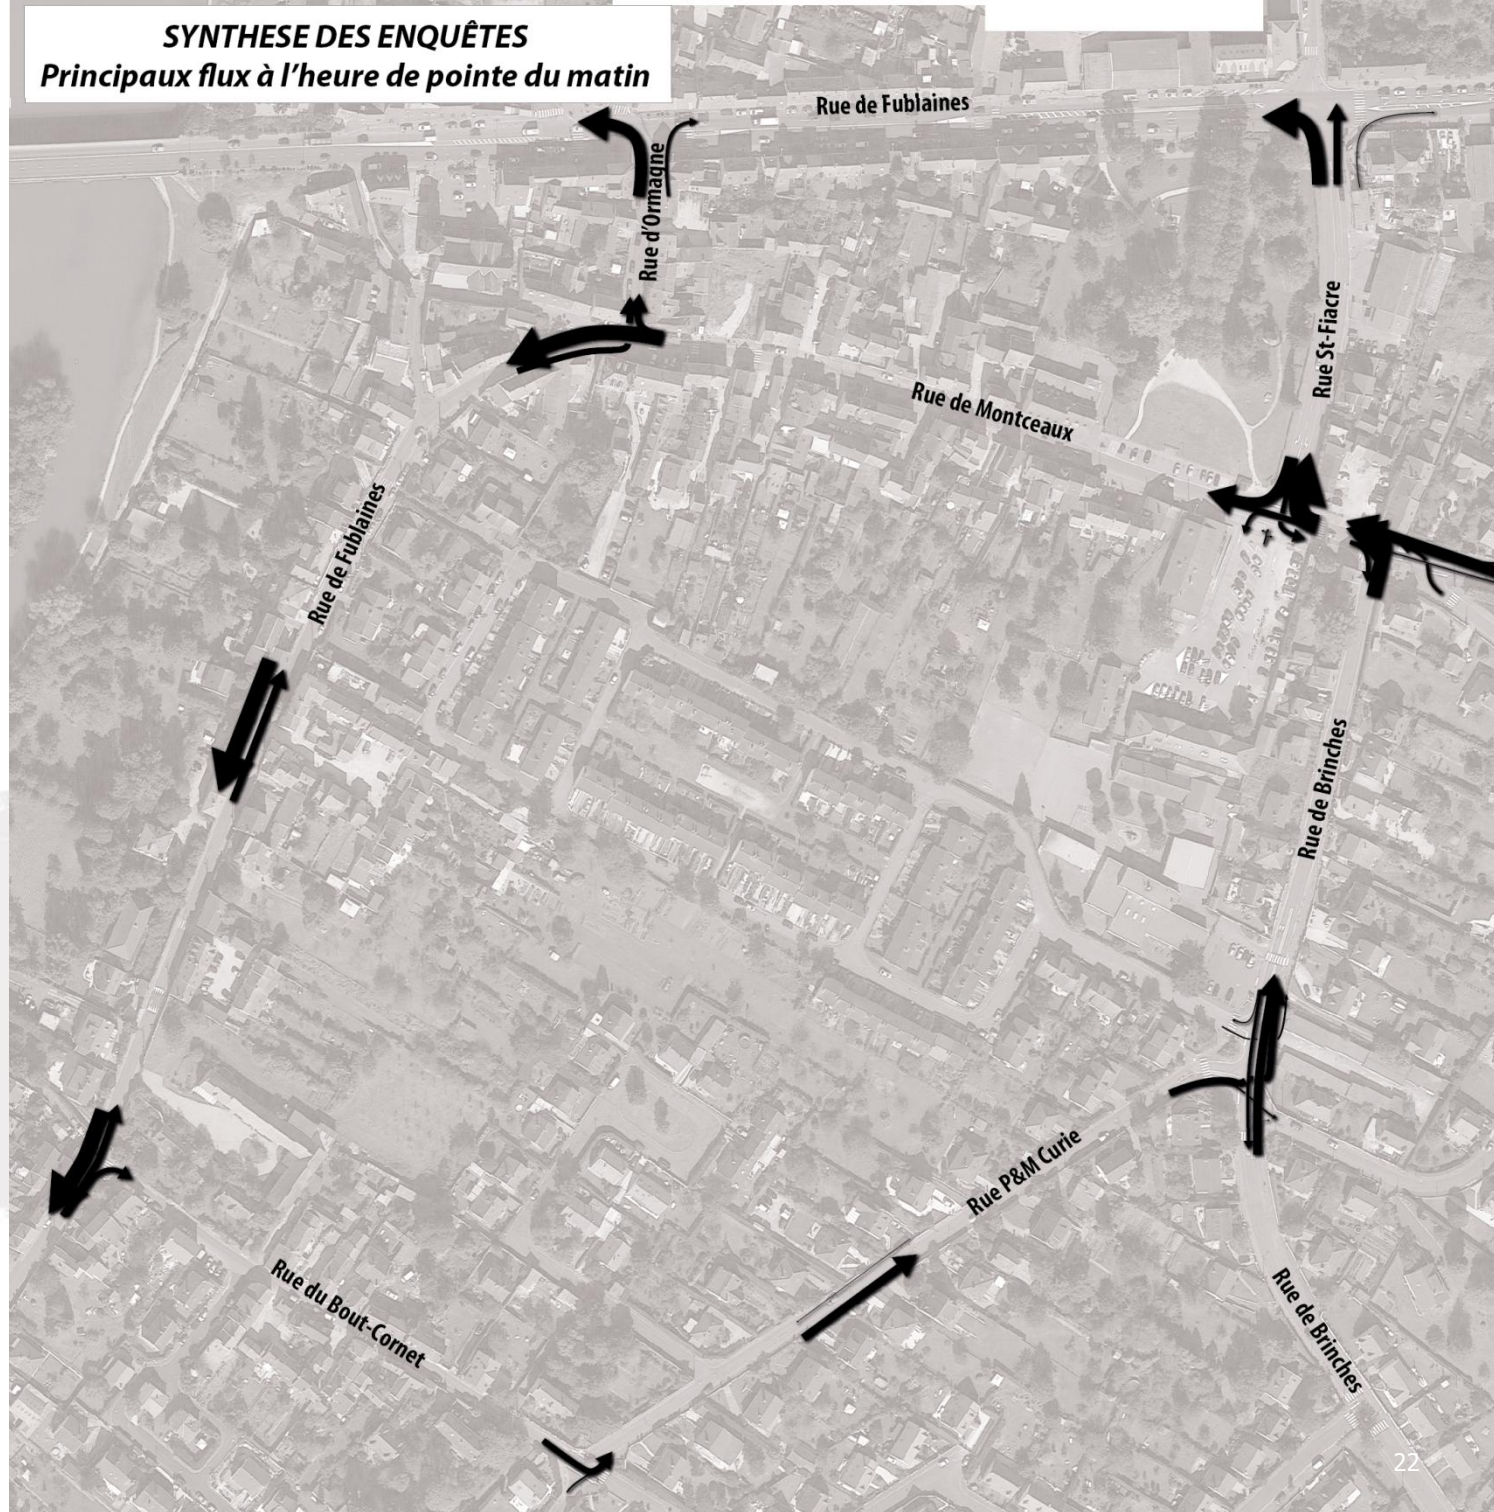 SYNTHESE DES ENQUÊTES
Principaux flux à l'heure de pointe du matin
Rue de Fublaines
Rue d'Ormagne
Rue St-Fiacre
Rue de Montceaux
Rue de Fublaines
Rue de Brinches
Rue P&M Curie
Rue du Bout-Cornet
Rue de Brinches
22